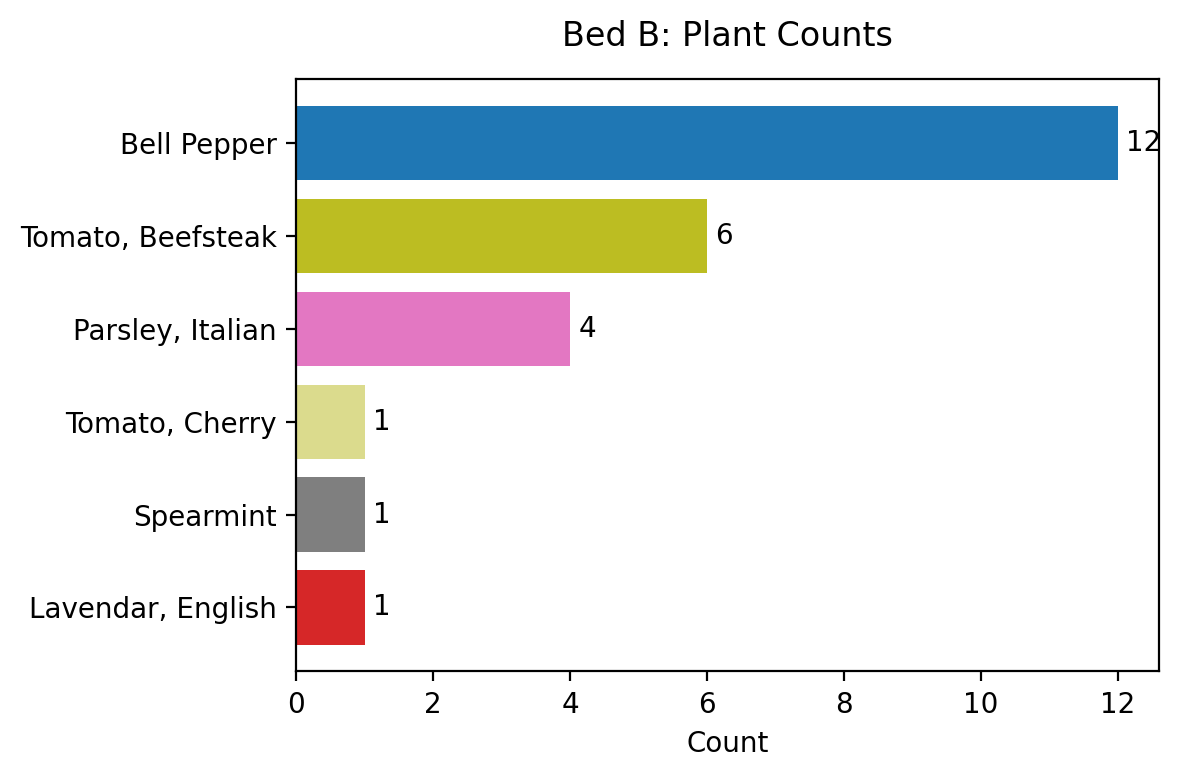 Bed B: Plant Counts
Bell Pepper
12
Tomato, Beefsteak
6
Parsley, Italian
4
Tomato, Cherry
1
Spearmint
1
Lavendar, English
1
0 2 4 6 8 10 12
Count